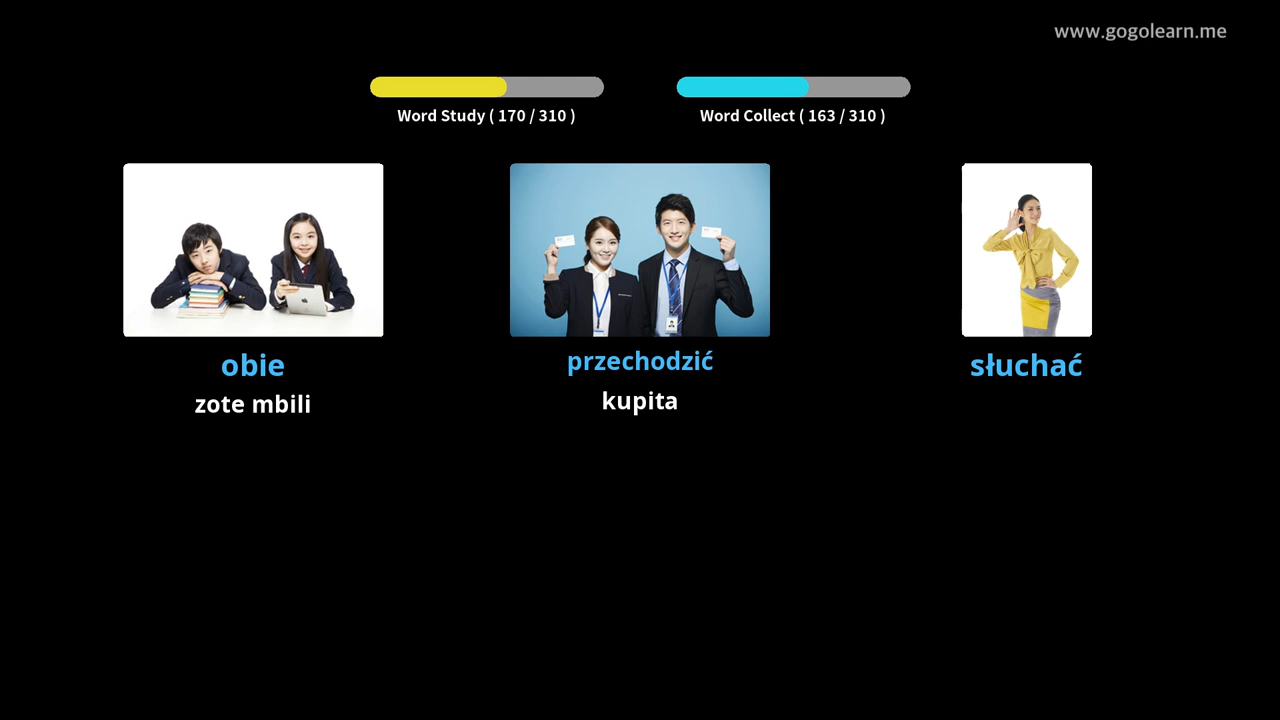 www.gogolearn.me
Word Study ( 170 / 310 )
Word Collect ( 163 / 310 )
obie
zote mbili
przechodzić
kupita
słuchać